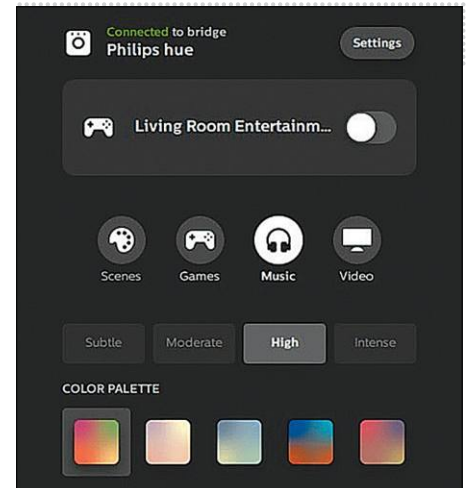 Connected to bridge
Philips hue
Settings
Living Room Entertainm...
Scenes Games Music Video
Subtle Moderate High Intense
COLOR PALETTE